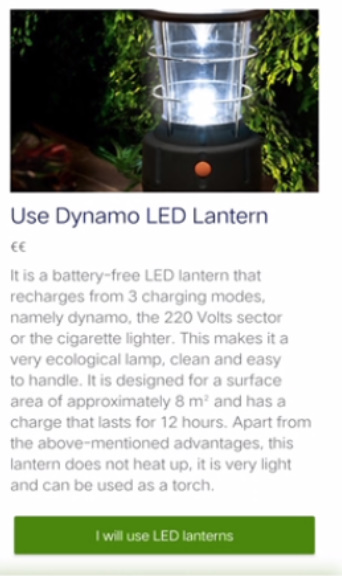 Use Dynamo LED Lantern
€€
It is a battery-free LED lantern that
recharges from 3 charging modes,
namely dynamo, the 220 Volts sector
or the cigarette lighter. This makes it a
very ecological lamp, clean and easy
to handle. It is designed for a surface
area of approximately 8 m² and has a
charge that lasts for 12 hours. Apart from
the above-mentioned advantages, this
lantern does not heat up, it is very light
and can be used as a torch.
I will use LED lanterns